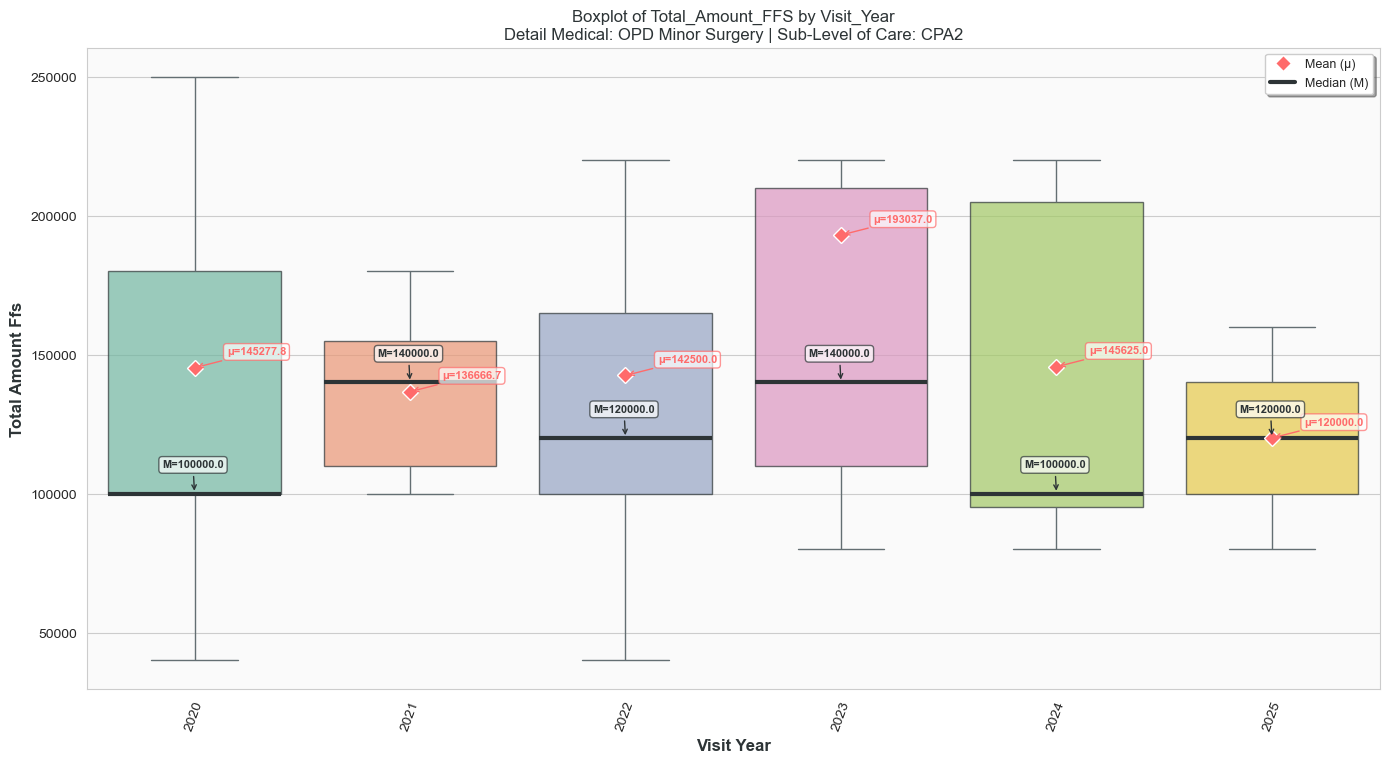 Boxplot of Total_Amount_FFS by Visit_Year
Detail Medical: OPD Minor Surgery | Sub-Level of Care: CPA2
Mean (μ)
Median (M)
Total Amount Ffs
250000
200000
150000
100000
50000
μ=145277.8
M=100000.0
M=140000.0
μ=136666.7
μ=142500.0
M=120000.0
μ=193037.0
M=140000.0
μ=145625.0
M=100000.0
M=120000.0
μ=120000.0
2020
2021
2022
2023
2024
2025
Visit Year